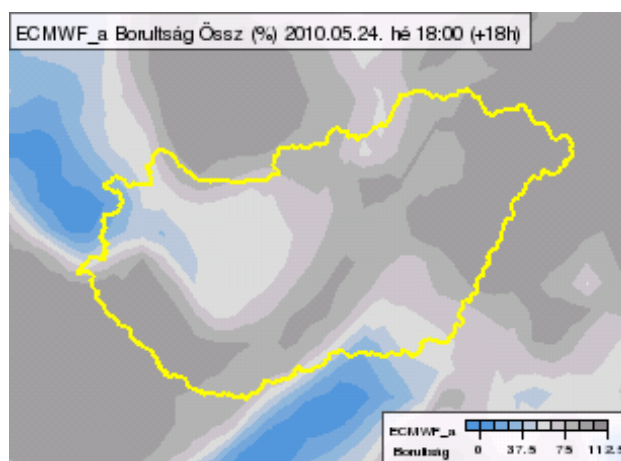 ECMWF_a Borultság Össz (%) 2010.05.24. hé 18:00 (+18h)
ECMWF_a
Borultság 0 37.5 75 112.5